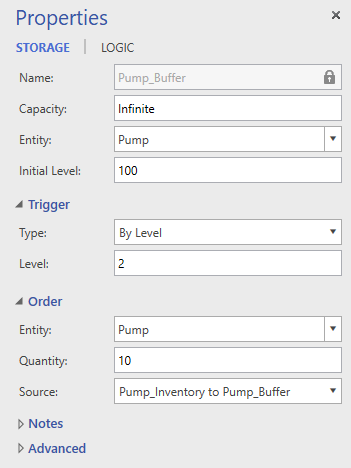 Properties
STORAGE | LOGIC
Name: Pump_Buffer
Capacity: Infinite
Entity: Pump
Initial Level: 100
Trigger
Type: By Level
Level: 2
Order
Entity: Pump
Quantity: 10
Source: Pump_Inventory to Pump_Buffer
Notes
Advanced